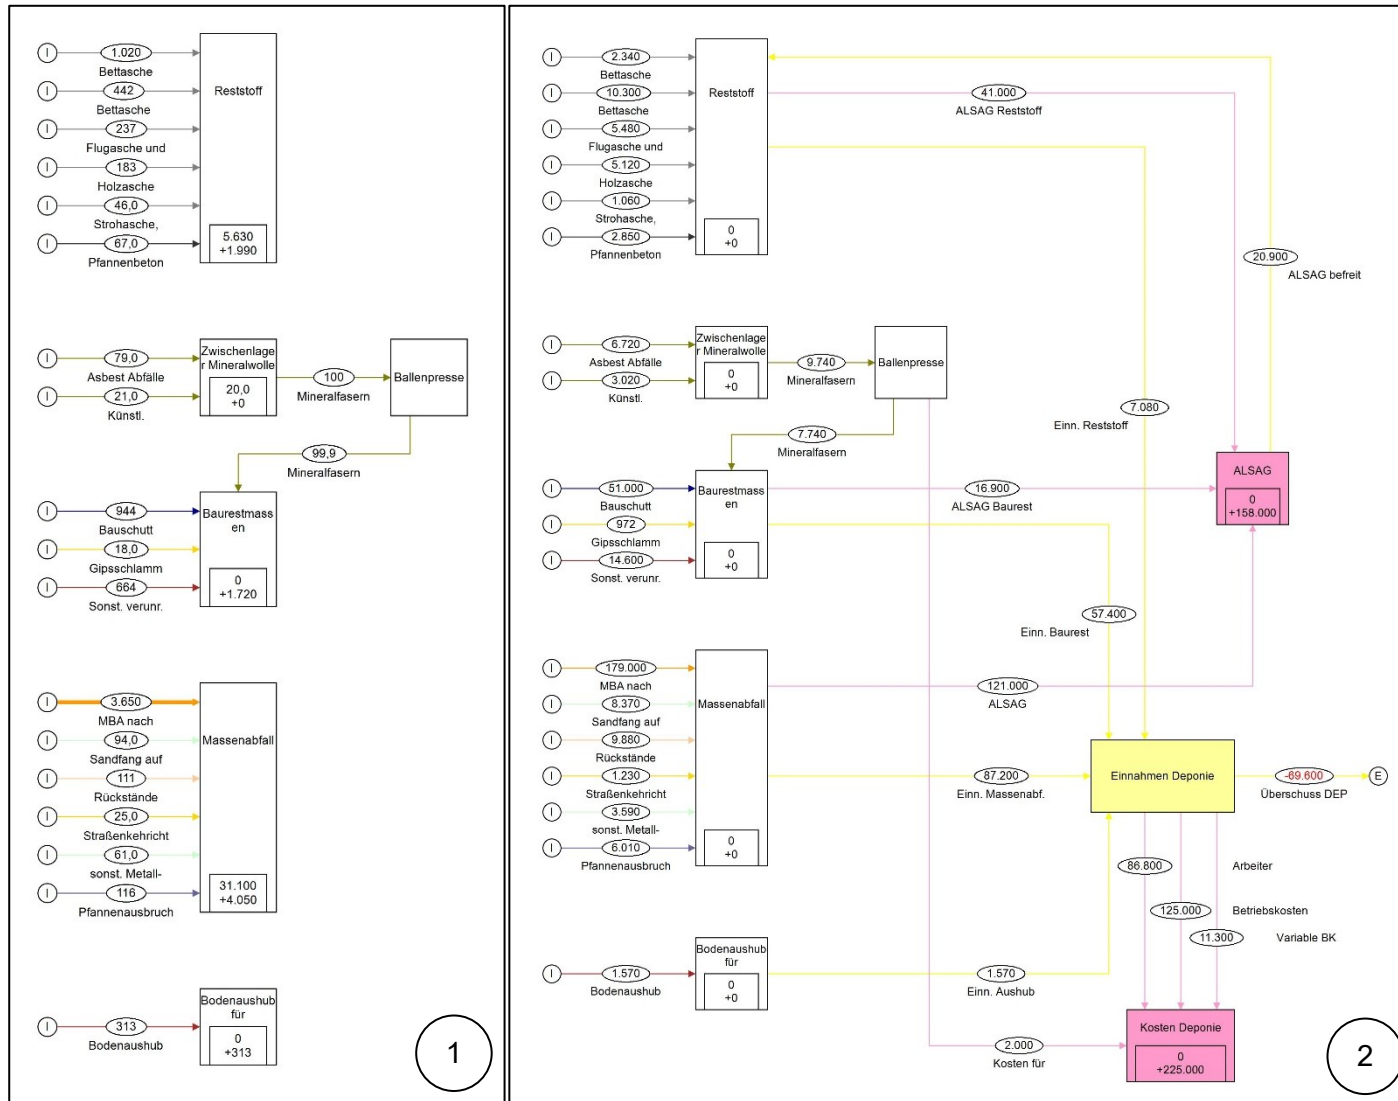 I
1.020
Bettasche
I
442
Bettasche
I
237
Flugasche und
I
183
Holzasche
I
46,0
Strohasche,
I
67,0
Pfannenbeton
Reststoff
5.630
+1.990
I
79,0
Asbest Abfälle
I
21,0
Künstl.
Zwischenlage
r Mineralwolle
20,0
+0
100
Mineralfasern
Ballenpresse
99,9
Mineralfasern
I
944
Bauschutt
I
18,0
Gipsschlamm
I
664
Sonst. verunr.
Baurestmass
en
0
+1.720
I
3.650
MBA nach
I
94,0
Sandfang auf
I
111
Rückstände
I
25,0
Straßenkehricht
I
61,0
sonst. Metall-
I
116
Pfannenausbruch
Massenabfall
31.100
+4.050
I
313
Bodenaushub
Bodenaushub
für
0
+313
1
I
2.340
Bettasche
I
10.300
Bettasche
I
5.480
Flugasche und
I
5.120
Holzasche
I
1.060
Strohasche,
I
2.850
Pfannenbeton
Reststoff
0
+0
41.000
ALSAG Reststoff
20.900
ALSAG befreit
I
6.720
Asbest Abfälle
I
3.020
Künstl.
Zwischenlage
r Mineralwolle
0
+0
9.740
Mineralfasern
Ballenpresse
7.740
Mineralfasern
7.080
Einn. Reststoff
I
51.000
Bauschutt
I
972
Gipsschlamm
I
14.600
Sonst. verunr.
Baurestmass
en
0
+0
16.900
ALSAG Baurest
ALSAG
0
+158.000
57.400
Einn. Baurest
I
179.000
MBA nach
I
8.370
Sandfang auf
I
9.880
Rückstände
I
1.230
Straßenkehricht
I
3.590
sonst. Metall-
I
6.010
Pfannenausbruch
Massenabfall
0
+0
121.000
ALSAG
87.200
Einn. Massenabf.
Einnahmen Deponie
-69.600
Überschuss DEP
E
86.800
Arbeiter
125.000
Betriebskosten
11.300
Variable BK
I
1.570
Bodenaushub
Bodenaushub
für
0
+0
1.570
Einn. Aushub
2.000
Kosten für
Kosten Deponie
0
+225.000
2